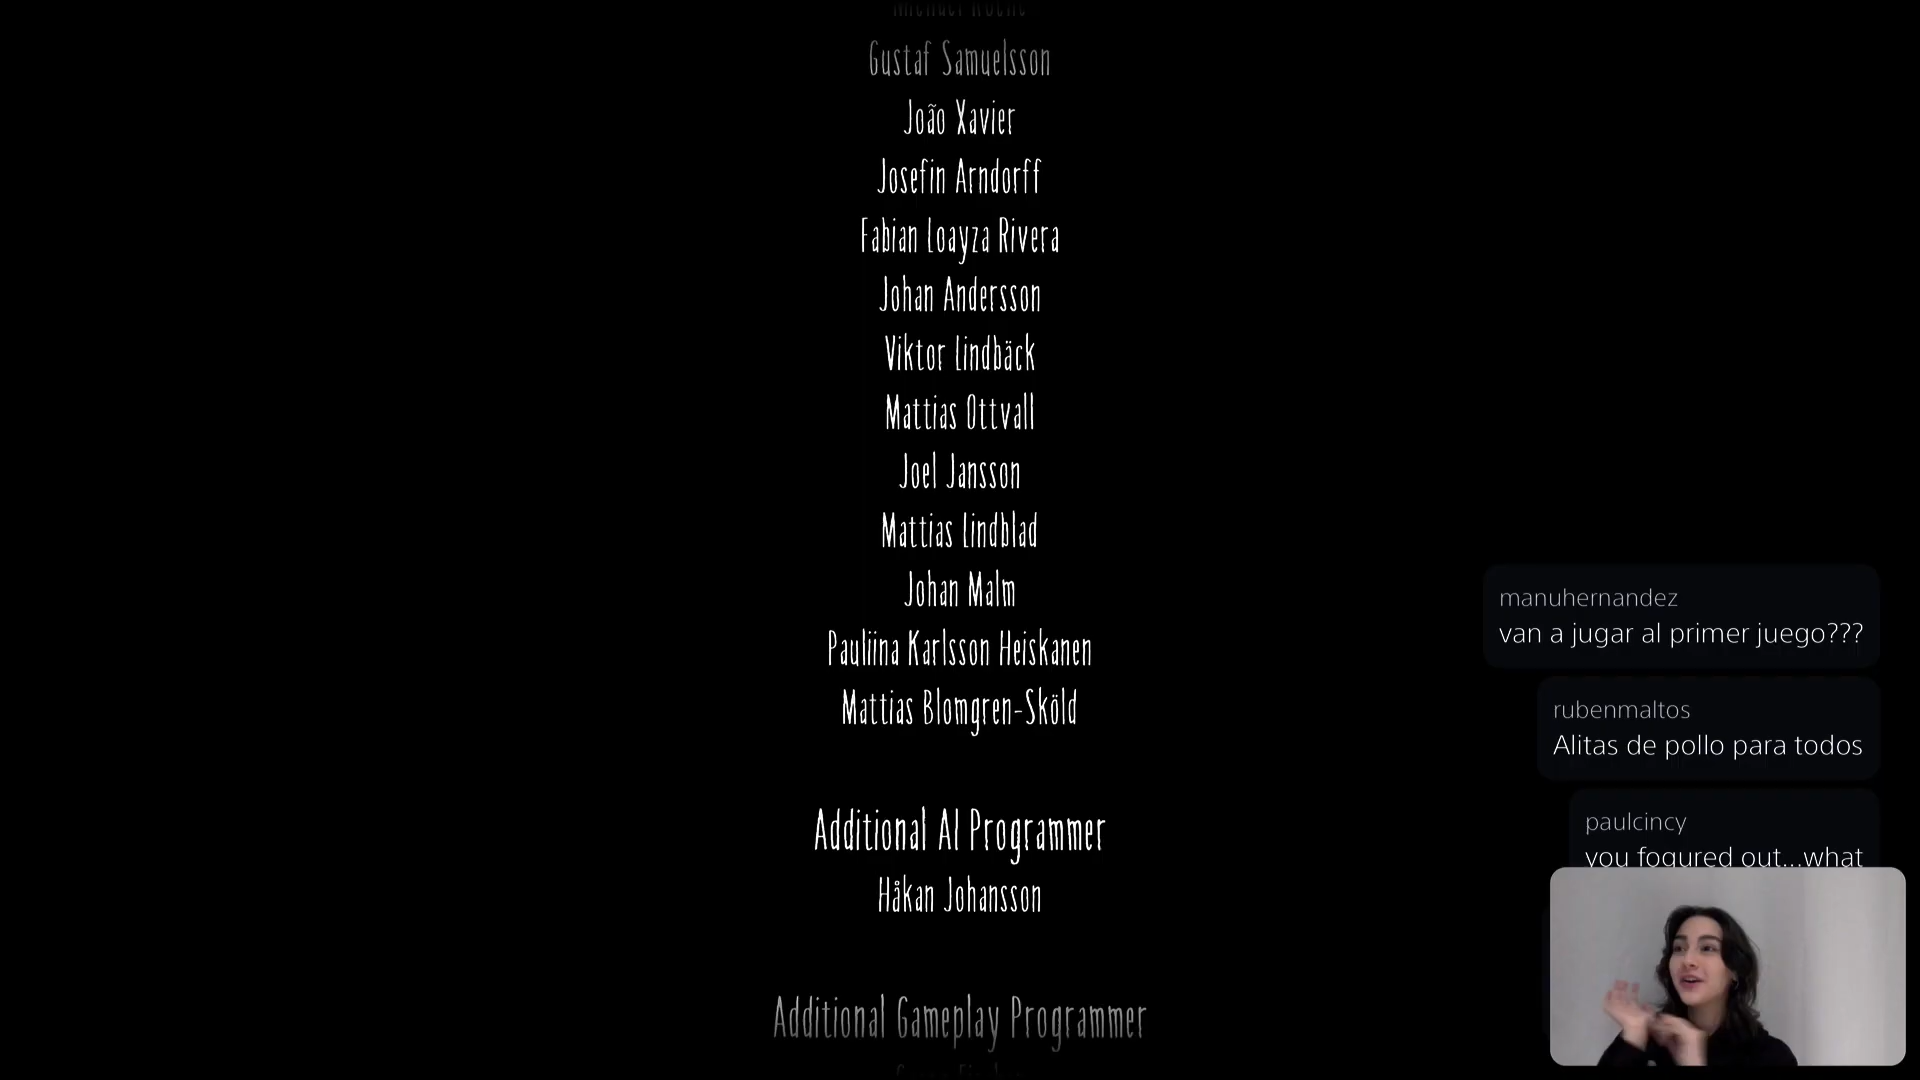 Gustaf Samuelsson
João Xavier
Josefin Arndorff
Fabian Loayza Rivera
Johan Andersson
Viktor Lindbäck
Mattias Ottvall
Joel Jansson
Mattias Lindblad
Johan Malm
Pauliina Karlsson Heiskanen
Mattias Blomgren-Sköld
Additional AI Programmer
Håkan Johansson
Additional Gameplay Programmer
manuhernandez
van a jugar al primer juego???
rubenmaltos
Alitas de pollo para todos
paulcincy
you fogured out...what